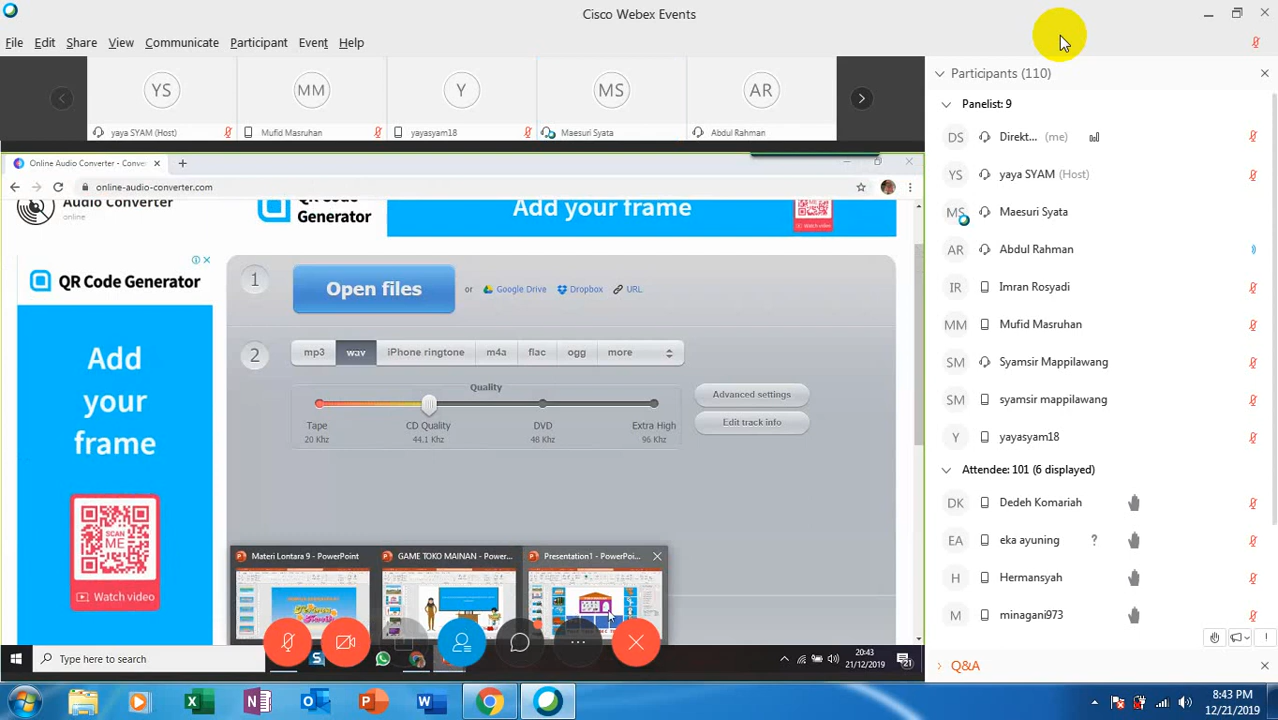 Cisco Webex Events
File Edit Share View Communicate Participant Event Help
YS MM Y MS AR
yaya SYAM (Host) Mufid Masruhan yayasyam18 Maesuri Syata Abdul Rahman
Online Audio Converter - Conve
online-audio-converter.com
Audio Converter
online
QR Code
Generator
Add your frame
QR Code Generator
Add
your
frame
SCAN
ME
Watch video
1 Open files or Google Drive Dropbox URL
2 mp3 wav iPhone ringtone m4a flac ogg more
Quality
Tape CD Quality DVD Extra High
20 Khz 44.1 Khz 48 Khz 96 Khz
Advanced settings
Edit track info
Materi Lontara 9 - PowerPoint GAME TOKO MAINAN - Power... Presentation1 - PowerPoi...
Type here to search
20:43
21/12/2019
21
Participants (110)
Panelist: 9
DS Direkt... (me)
YS yaya SYAM (Host)
MS Maesuri Syata
AR Abdul Rahman
IR Imran Rosyadi
MM Mufid Masruhan
SM Syamsir Mappilawang
SM syamsir mappilawang
Y yayasyam18
Attendee: 101 (6 displayed)
DK Dedeh Komariah
EA eka ayuning ?
H Hermansyah
M minagani973
Q&A
8:43 PM
12/21/2019